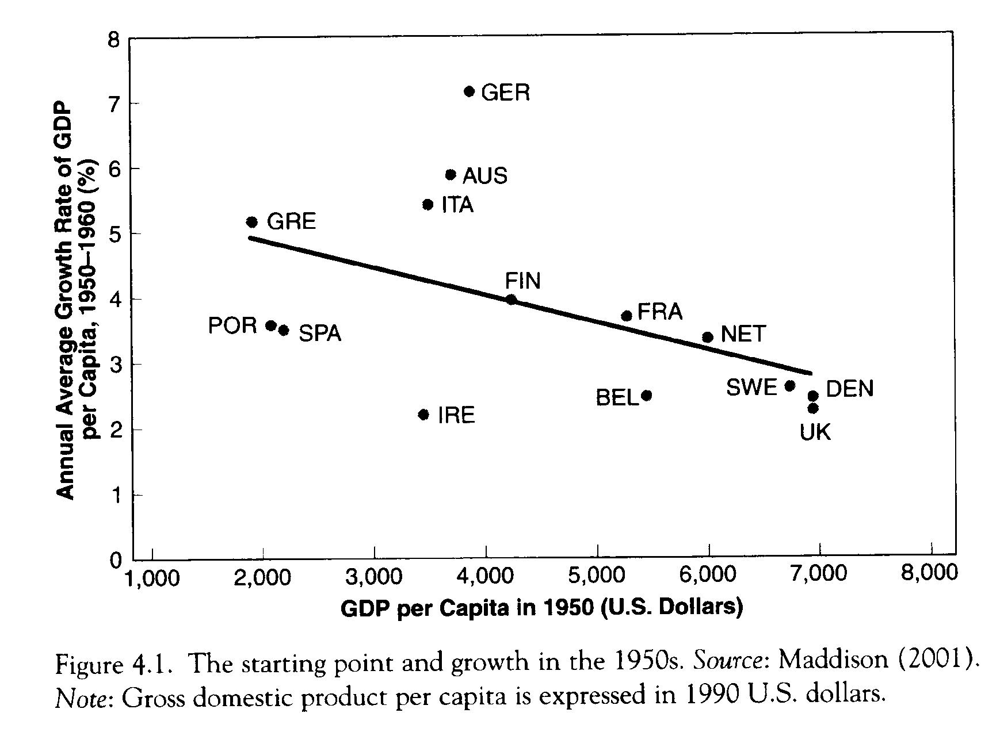 8
GER
7
Annual Average Growth Rate of GDP
per Capita, 1950–1960 (%)
6
AUS
ITA
GRE
5
FIN
4
FRA
POR
SPA
NET
3
SWE
DEN
BEL
IRE
2
UK
1
0
1,000 2,000 3,000 4,000 5,000 6,000 7,000 8,000
GDP per Capita in 1950 (U.S. Dollars)
Figure 4.1. The starting point and growth in the 1950s. Source: Maddison (2001).
Note: Gross domestic product per capita is expressed in 1990 U.S. dollars.